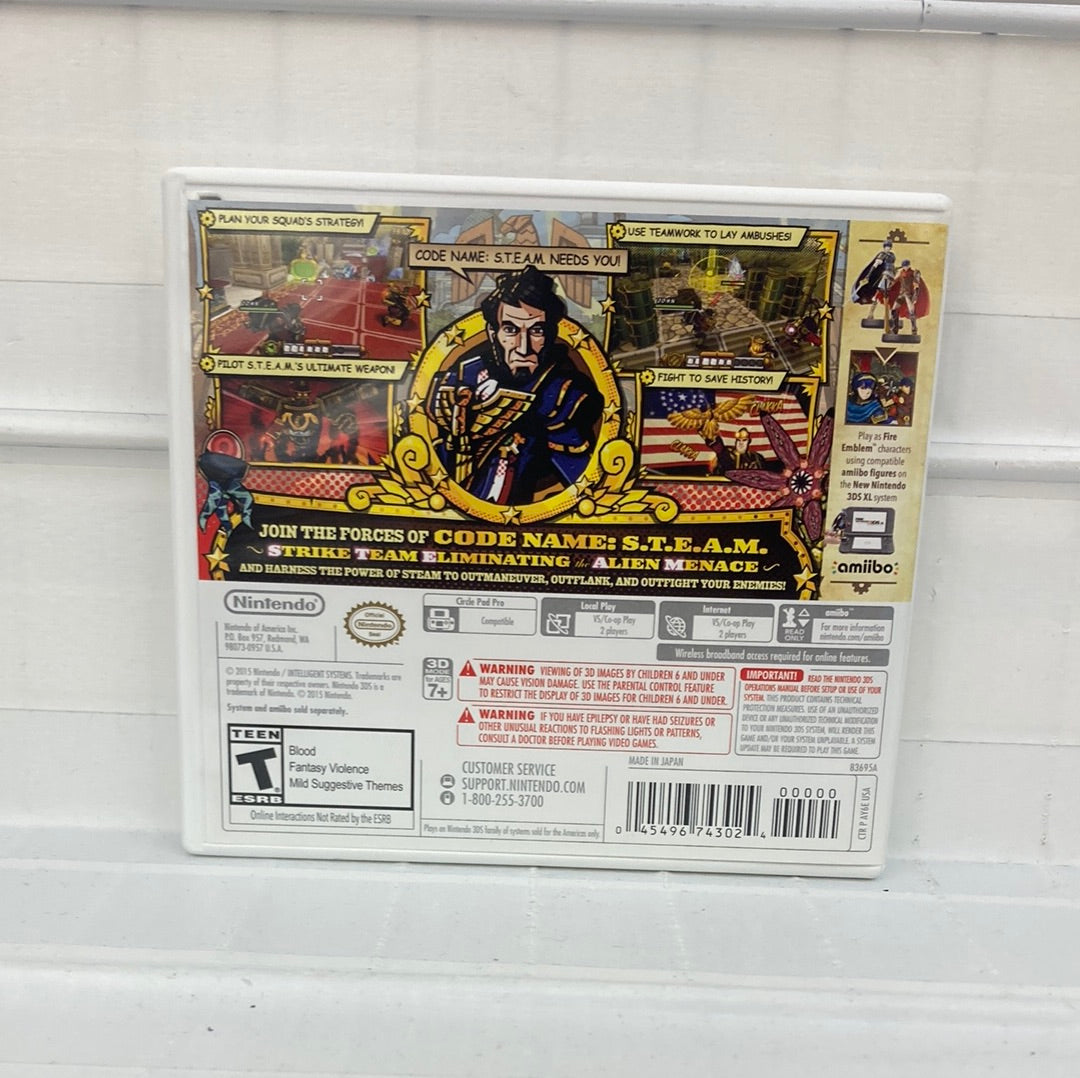 PLAN YOUR SQUAD'S STRATEGY!
CODE NAME: S.T.E.A.M. NEEDS YOU!
USE TEAMWORK TO LAY AMBUSHES!
PILOT S.T.E.A.M.'S ULTIMATE WEAPON!
FIGHT TO SAVE HISTORY!
Play as Fire
Emblem™ characters
using compatible
amiibo figures on
the New Nintendo
3DS XL system
amiibo
JOIN THE FORCES OF CODE NAME: S.T.E.A.M.
~ STRIKE TEAM ELIMINATING the ALIEN MENACE ~
AND HARNESS THE POWER OF STEAM TO OUTMANEUVER, OUTFLANK, AND OUTFIGHT YOUR ENEMIES!
Nintendo
Nintendo of America Inc.
P.O. Box 957, Redmond, WA
98073-0957 U.S.A.
Official
Nintendo
Seal
Circle Pad Pro
Compatible
Local Play
VS/Co-op Play
2 players
Internet
VS/Co-op Play
2 players
READ
ONLY
amiibo™
For more information
nintendo.com/amiibo
Wireless broadband access required for online features.
© 2015 Nintendo / INTELLIGENT SYSTEMS. Trademarks are
property of their respective owners. Nintendo 3DS is a
trademark of Nintendo. © 2015 Nintendo.
System and amiibo sold separately.
3D
MODE
for AGES
7+
WARNING VIEWING OF 3D IMAGES BY CHILDREN 6 AND UNDER
MAY CAUSE VISION DAMAGE. USE THE PARENTAL CONTROL FEATURE
TO RESTRICT THE DISPLAY OF 3D IMAGES FOR CHILDREN 6 AND UNDER.
WARNING IF YOU HAVE EPILEPSY OR HAVE HAD SEIZURES OR
OTHER UNUSUAL REACTIONS TO FLASHING LIGHTS OR PATTERNS,
CONSULT A DOCTOR BEFORE PLAYING VIDEO GAMES.
IMPORTANT! READ THE NINTENDO 3DS
OPERATIONS MANUAL BEFORE SETUP OR USE OF YOUR
SYSTEM. THIS PRODUCT CONTAINS TECHNICAL
PROTECTION MEASURES. USE OF AN UNAUTHORIZED
DEVICE OR ANY UNAUTHORIZED TECHNICAL MODIFICATION
TO YOUR NINTENDO 3DS SYSTEM, WILL RENDER THIS
GAME AND/OR YOUR SYSTEM UNPLAYABLE. A SYSTEM
UPDATE MAY BE REQUIRED TO PLAY THIS GAME.
TEEN
T
ESRB
Blood
Fantasy Violence
Mild Suggestive Themes
Online Interactions Not Rated by the ESRB
CUSTOMER SERVICE
SUPPORT.NINTENDO.COM
1-800-255-3700
Plays on Nintendo 3DS family of systems sold for the Americas only.
MADE IN JAPAN
83695A
00000
0 45496 74302 4
CTR P AY6E USA